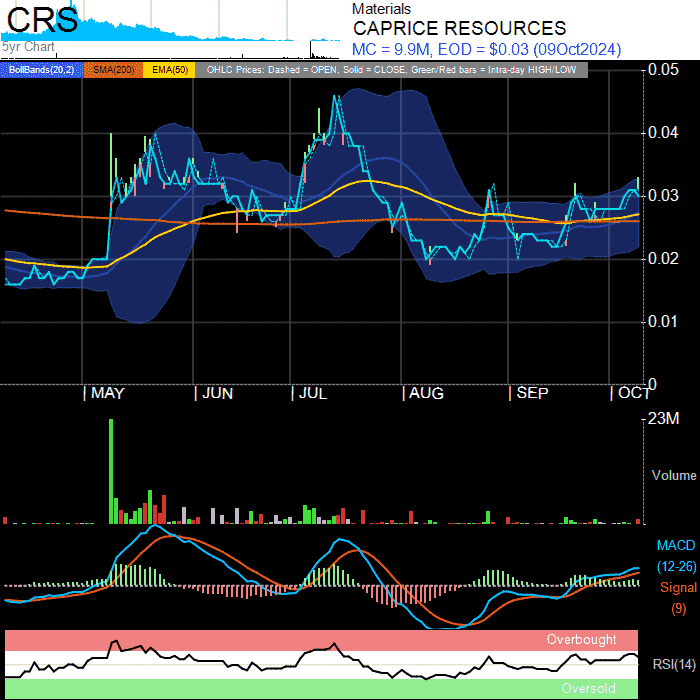 CRS
5yr Chart
Materials
CAPRICE RESOURCES
MC = 9.9M, EOD = $0.03 (09Oct2024)
BollBands(20,2) SMA(200) EMA(50) OHLC Prices: Dashed = OPEN, Solid = CLOSE, Green/Red bars = Intra-day HIGH/LOW
0.05
0.04
0.03
0.02
0.01
0
MAY JUN JUL AUG SEP OCT
23M
Volume
MACD
(12-26)
Signal
(9)
Overbought
RSI(14)
Oversold